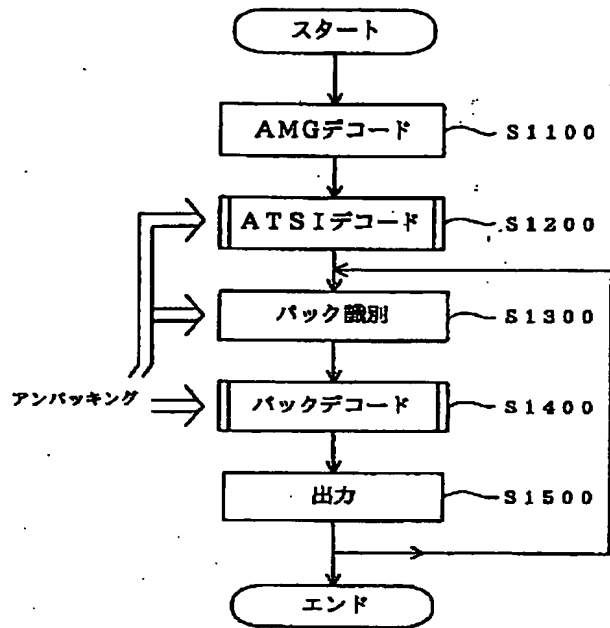 スタート
AMGデコード
S1100
ATSIデコード
S1200
パック識別
S1300
アンパッキング
パックデコード
S1400
出力
S1500
エンド